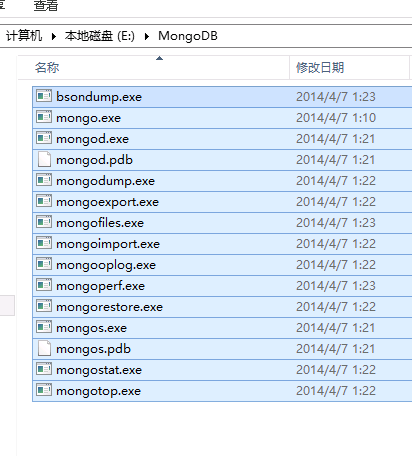 查看
计算机 本地磁盘 (E:) MongoDB
名称 修改日期
bsondump.exe 2014/4/7 1:23
mongo.exe 2014/4/7 1:10
mongod.exe 2014/4/7 1:21
mongod.pdb 2014/4/7 1:21
mongodump.exe 2014/4/7 1:22
mongoexport.exe 2014/4/7 1:22
mongofiles.exe 2014/4/7 1:23
mongoimport.exe 2014/4/7 1:22
mongooplog.exe 2014/4/7 1:22
mongoperf.exe 2014/4/7 1:23
mongorestore.exe 2014/4/7 1:22
mongos.exe 2014/4/7 1:21
mongos.pdb 2014/4/7 1:21
mongostat.exe 2014/4/7 1:22
mongotop.exe 2014/4/7 1:22